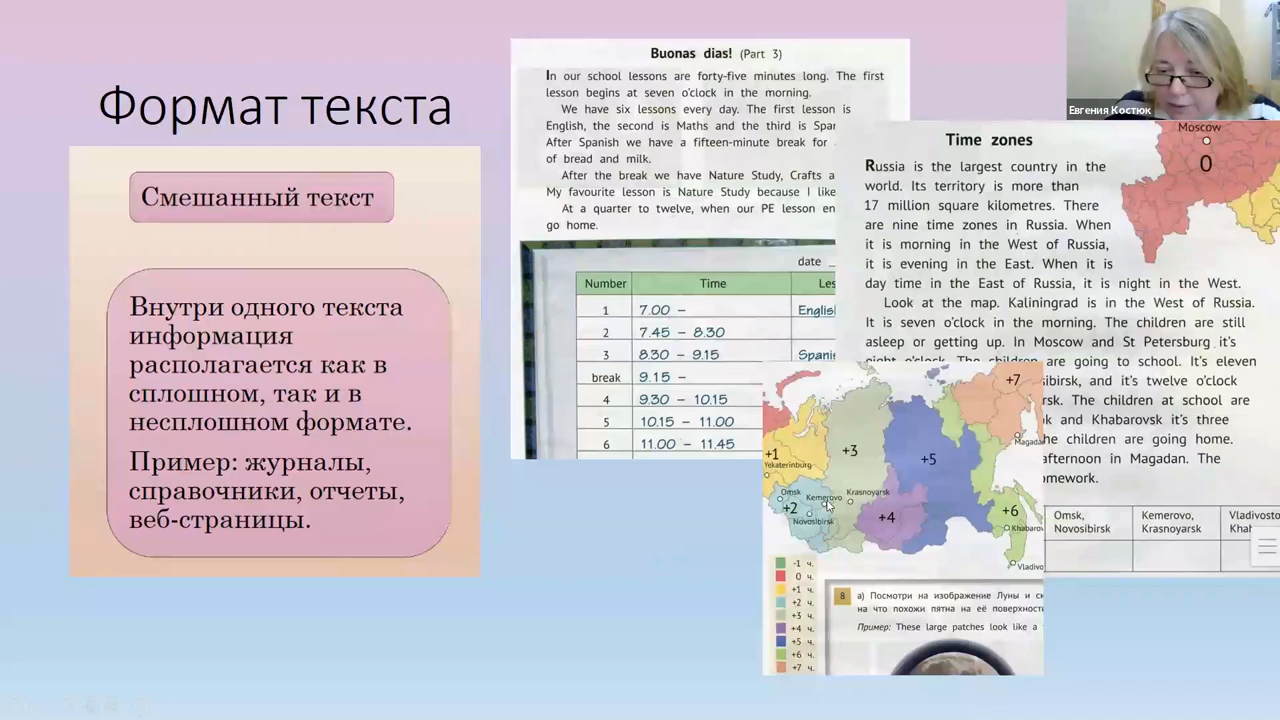 Формат текста
Смешанный текст
Внутри одного текста
информация
располагается как в
сплошном, так и в
несплошном формате.
Пример: журналы,
справочники, отчеты,
веб-страницы.
Buonas dias! (Part 3)
In our school lessons are forty-five minutes long. The first
lesson begins at seven o'clock in the morning.
We have six lessons every day. The first lesson is
English, the second is Maths and the third is
After Spanish we have a fifteen-minute break for
of bread and milk.
After the break we have Nature Study, Crafts
My favourite lesson is Nature Study because I like
At a quarter to twelve, when our PE lesson
go home.
date
Number Time
1 7.00 –
2 7.45 – 8.30
3 8.30 – 9.15
break 9.15 –
4 9.30 – 10.15
5 10.15 – 11.00
6 11.00 – 11.45
Евгения Костюк
Time zones
Russia is the largest country in the
world. Its territory is more than
17 million square kilometres. There
are nine time zones in Russia. When
it is morning in the West of Russia,
it is evening in the East. When it is
day time in the East of Russia, it is night in the West.
Look at the map. Kaliningrad is in the West of Russia.
It is seven o'clock in the morning. The children are still
asleep or getting up. In Moscow and St Petersburg it's
eight o'clock. The children are going to school. It's eleven
and it's twelve o'clock
The children at school are
and Khabarovsk it's three
children are going home.
afternoon in Magadan. The
Moscow
0
Omsk,
Novosibirsk
Kemerovo,
Krasnoyarsk
+7
+1
+3
+5
Yekaterinburg
Omsk
Kemerovo
Krasnoyarsk
+2
Novosibirsk
+4
+6
-1 ч.
0 ч.
+1 ч.
+2 ч.
+3 ч.
+4 ч.
+5 ч.
+6 ч.
+7 ч.
8 а) Посмотри на изображение Луны и
на что похожи пятна на её
Пример: These large patches look like a